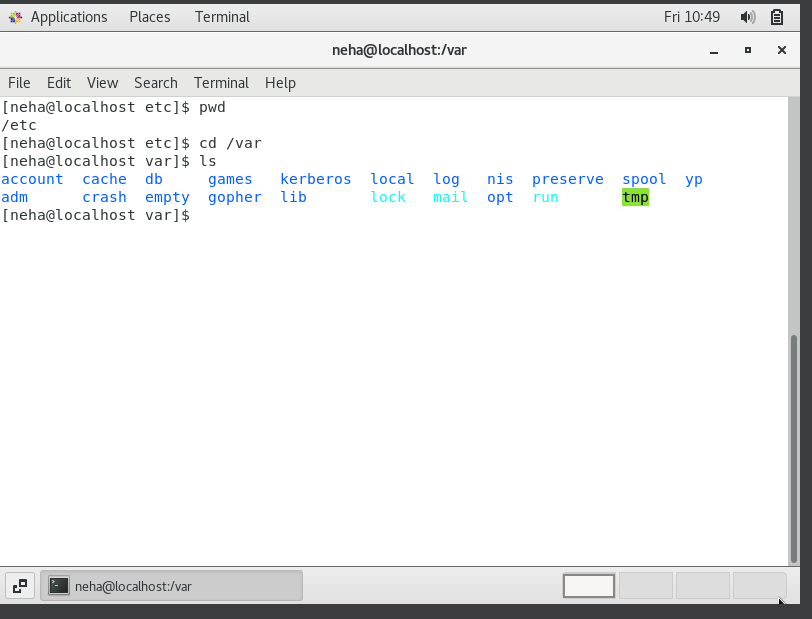 Applications Places Terminal Fri 10:49
neha@localhost:/var
File Edit View Search Terminal Help
[neha@localhost etc]$ pwd
/etc
[neha@localhost etc]$ cd /var
[neha@localhost var]$ ls
account  cache  db     games   kerberos  local  log   nis  preserve  spool  yp
adm      crash  empty  gopher  lib       lock   mail  opt  run       tmp
[neha@localhost var]$
neha@localhost:/var